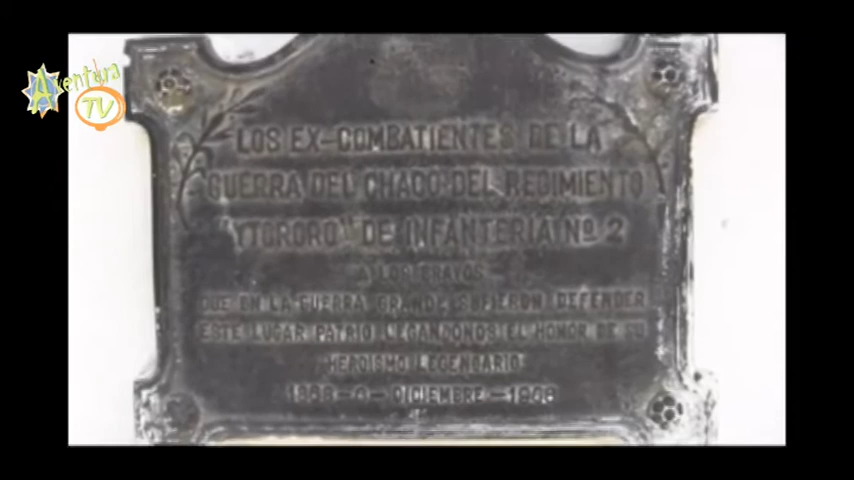 Aventura
TV
LOS EX-COMBATIENTES DE LA
GUERRA DEL CHACO DEL REGIMIENTO
"YTORORO" DE INFANTERIA Nº 2
A LOS BRAVOS
QUE EN LA GUERRA GRANDE SUPIERON DEFENDER
ESTE LUGAR PATRIO LLEGANDONOS EL HONOR DE SU
HEROISMO LEGENDARIO
DICIEMBRE